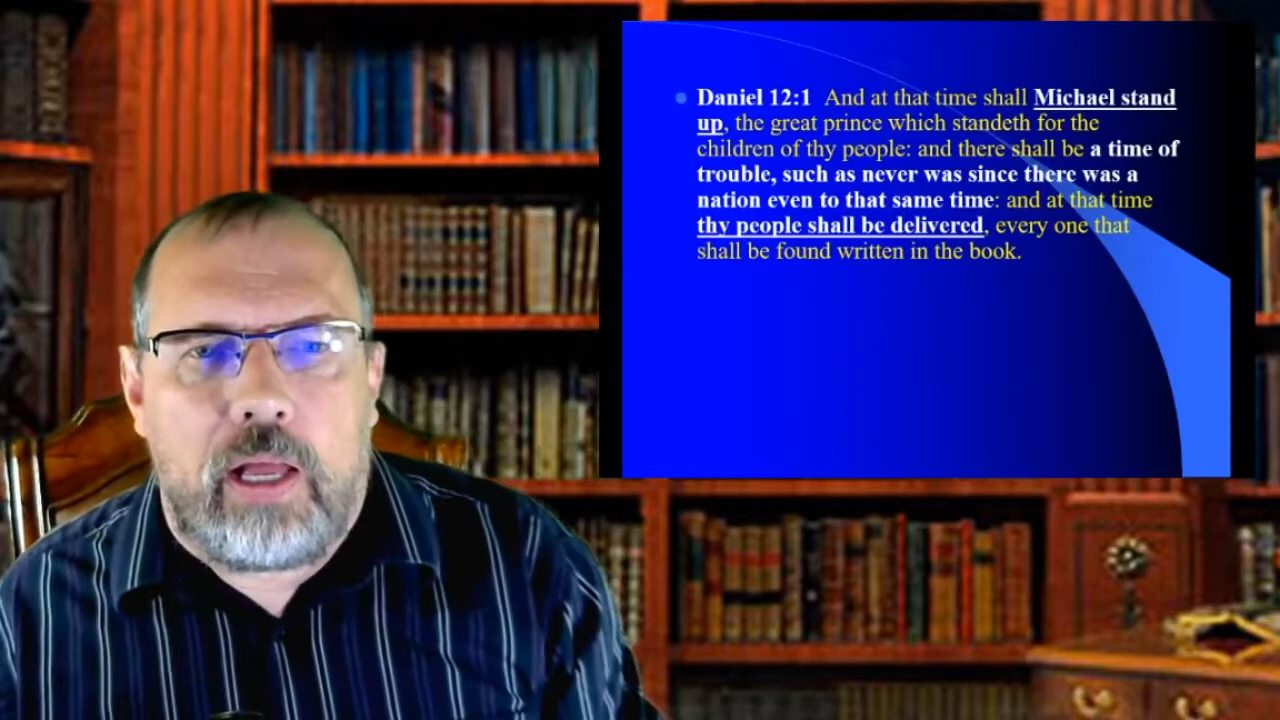 Daniel 12:1 And at that time shall Michael stand
up, the great prince which standeth for the
children of thy people: and there shall be a time of
trouble, such as never was since there was a
nation even to that same time: and at that time
thy people shall be delivered, every one that
shall be found written in the book.